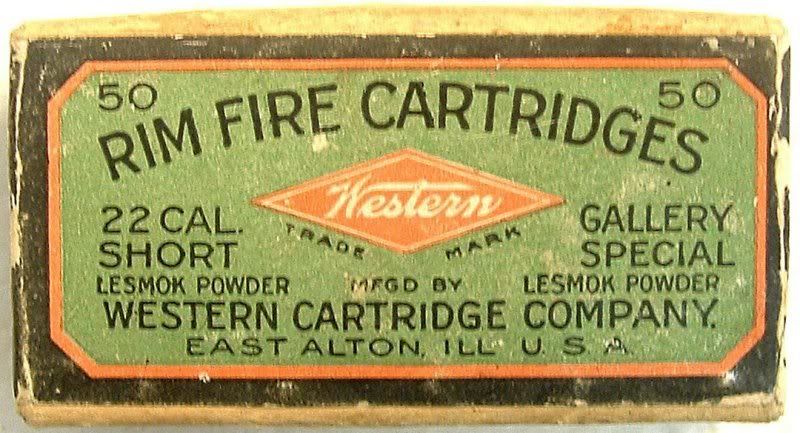 50 50
RIM FIRE CARTRIDGES
Western
TRADE MARK
22 CAL. GALLERY
SHORT SPECIAL
LESMOK POWDER MFGD BY LESMOK POWDER
WESTERN CARTRIDGE COMPANY.
EAST ALTON, ILL U. S. A.